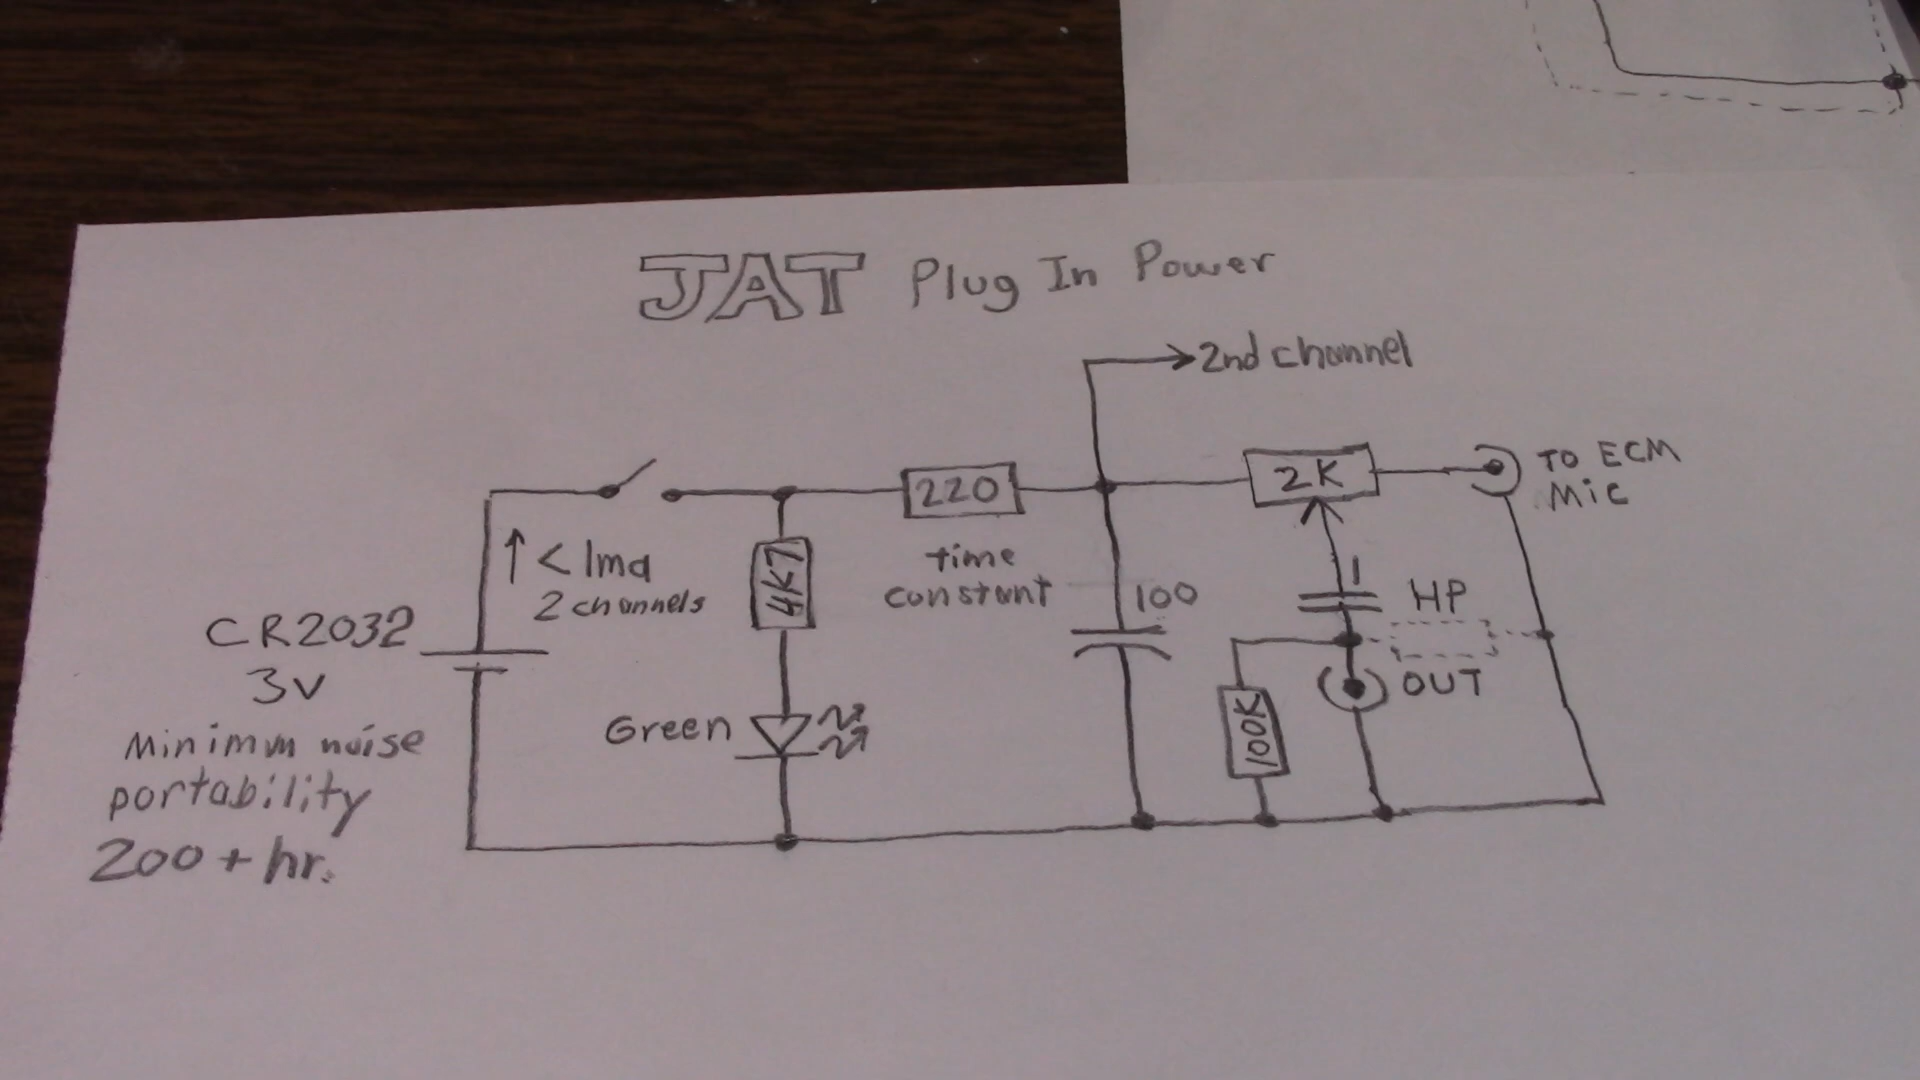 JAT Plug In Power
2nd channel
220
2K
TO ECM
MiC
< 1ma
2 channels
4K7
time
constant
100
1
HP
CR2032
3V
Green
OUT
100K
Minimm noise
portability
200 + hr.